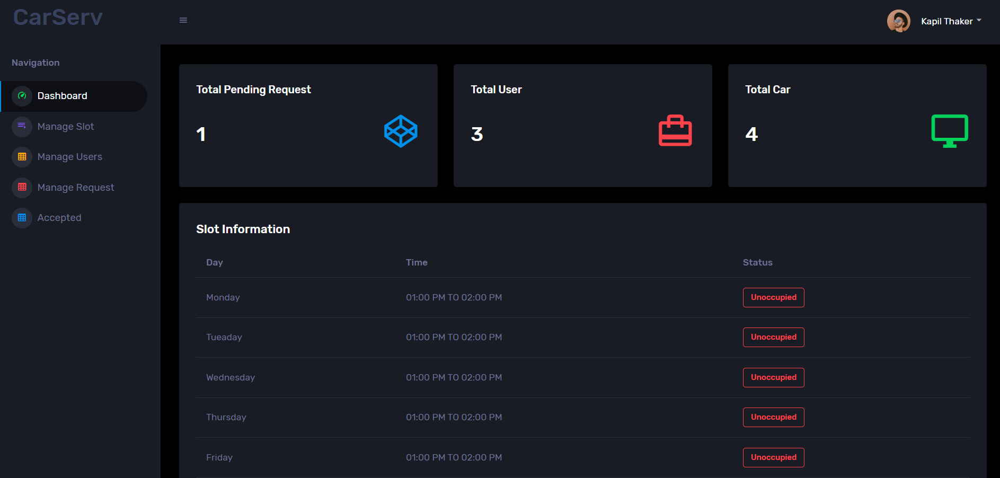 CarServ
Kapil Thaker
Navigation
Dashboard
Manage Slot
Manage Users
Manage Request
Accepted
Total Pending Request
1
Total User
3
Total Car
4
Slot Information
Day Time Status
Monday 01:00 PM TO 02:00 PM Unoccupied
Tueaday 01:00 PM TO 02:00 PM Unoccupied
Wednesday 01:00 PM TO 02:00 PM Unoccupied
Thursday 01:00 PM TO 02:00 PM Unoccupied
Friday 01:00 PM TO 02:00 PM Unoccupied